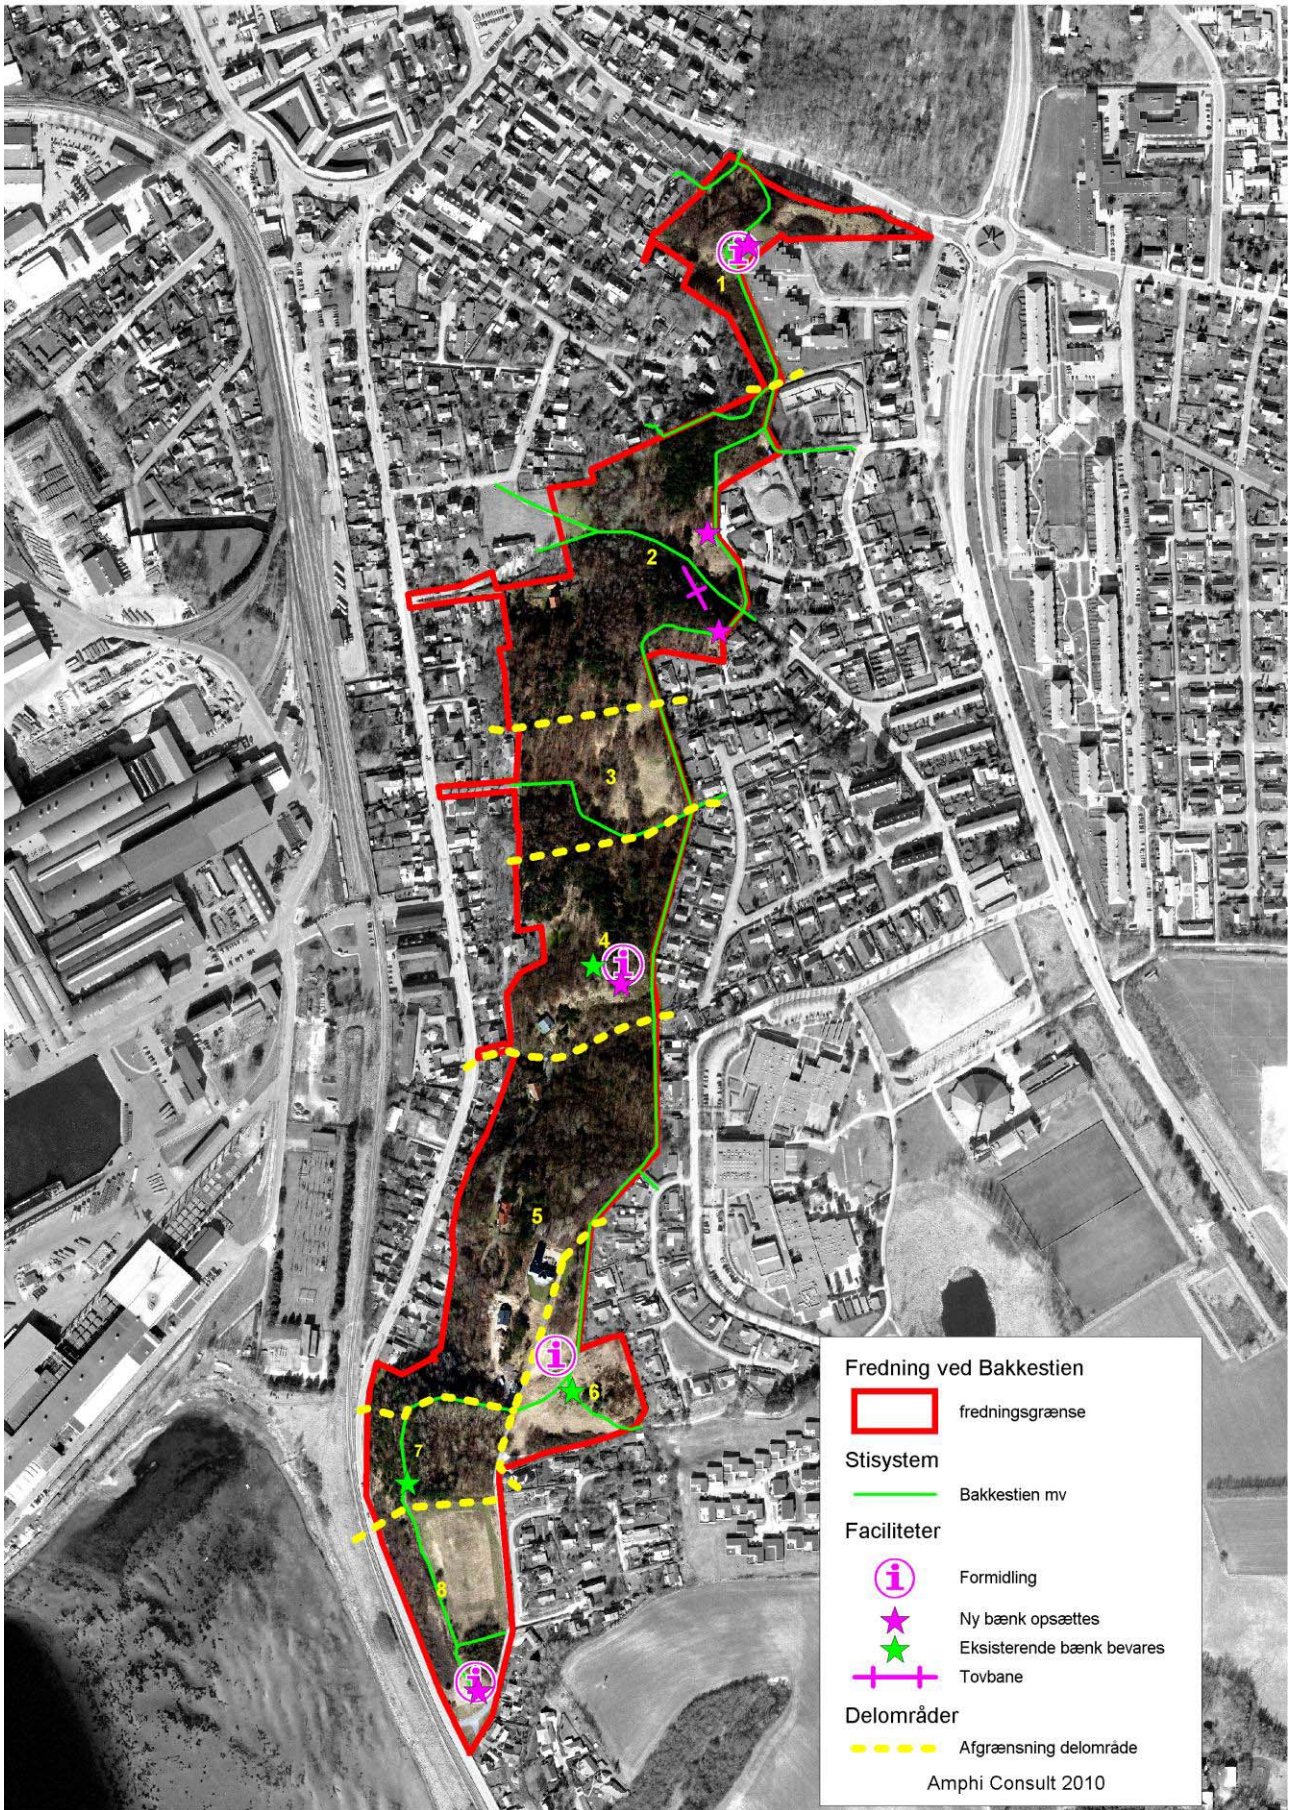 1
2
3
4
5
6
7
8
Fredning ved Bakkestien
fredningsgrænse
Stisystem
Bakkestien mv
Faciliteter
i Formidling
Ny bænk opsættes
Eksisterende bænk bevares
Tovbane
Delområder
Afgrænsning delområde
Amphi Consult 2010